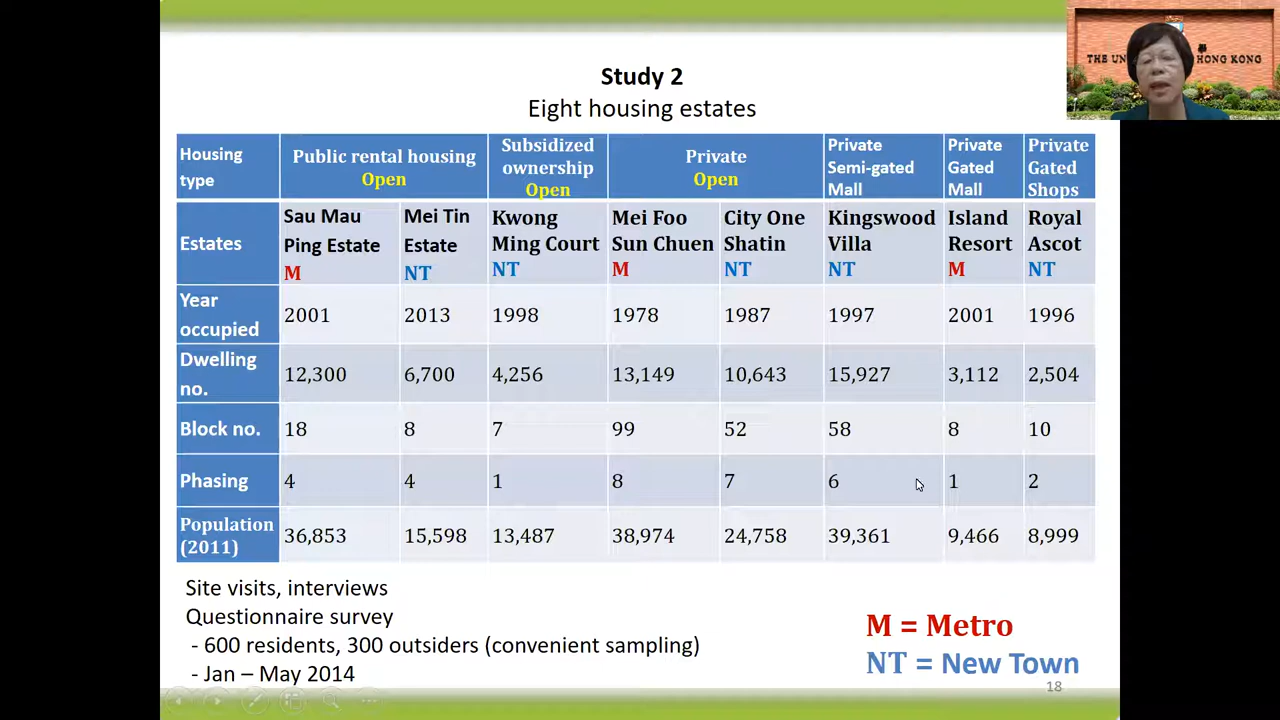 THE UN HONG KONG
Study 2
Eight housing estates
Housing type
Public rental housing
Open
Subsidized ownership
Open
Private
Open
Private Semi-gated Mall
Private Gated Mall
Private Gated Shops
Estates
Sau Mau Ping Estate
M
Mei Tin Estate
NT
Kwong Ming Court
NT
Mei Foo Sun Chuen
M
City One Shatin
NT
Kingswood Villa
NT
Island Resort
M
Royal Ascot
NT
Year occupied 2001 2013 1998 1978 1987 1997 2001 1996
Dwelling no. 12,300 6,700 4,256 13,149 10,643 15,927 3,112 2,504
Block no. 18 8 7 99 52 58 8 10
Phasing 4 4 1 8 7 6 1 2
Population (2011) 36,853 15,598 13,487 38,974 24,758 39,361 9,466 8,999
Site visits, interviews
Questionnaire survey
- 600 residents, 300 outsiders (convenient sampling)
- Jan – May 2014
M = Metro
NT = New Town
18